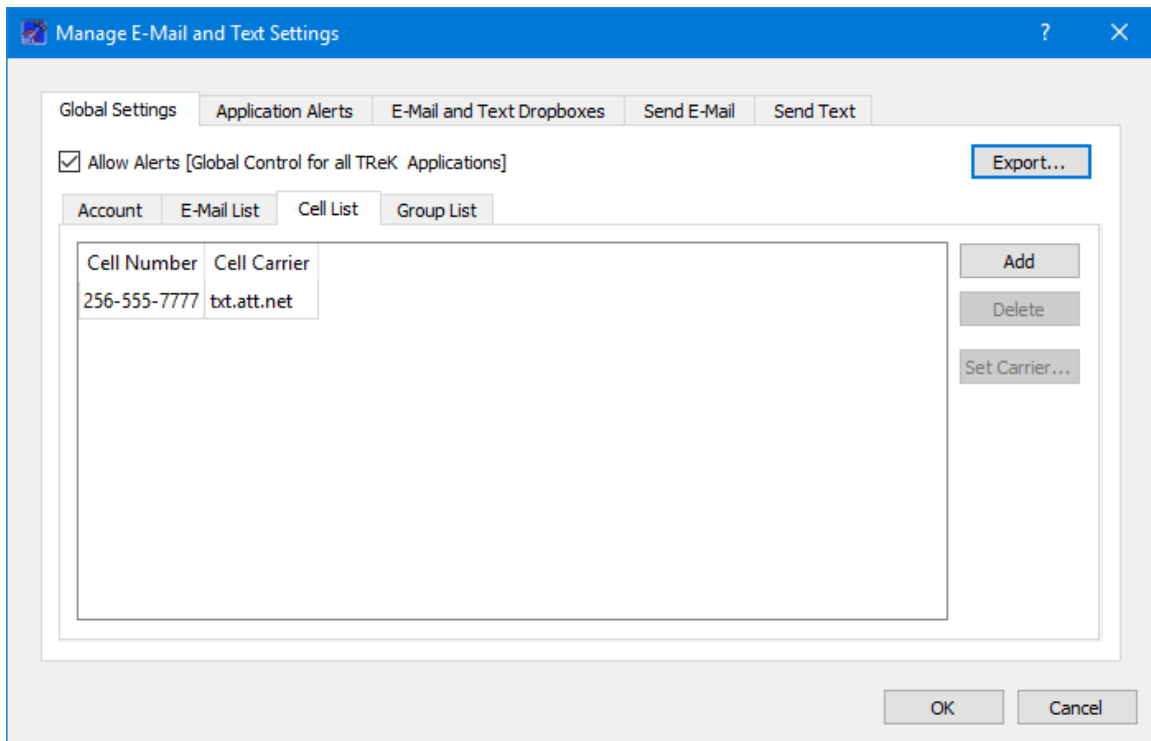 Manage E-Mail and Text Settings ?
Global Settings Application Alerts E-Mail and Text Dropboxes Send E-Mail Send Text
Allow Alerts [Global Control for all TReK Applications] Export...
Account E-Mail List Cell List Group List
Cell Number Cell Carrier Add
256-555-7777 txt.att.net
Delete
Set Carrier...
OK Cancel